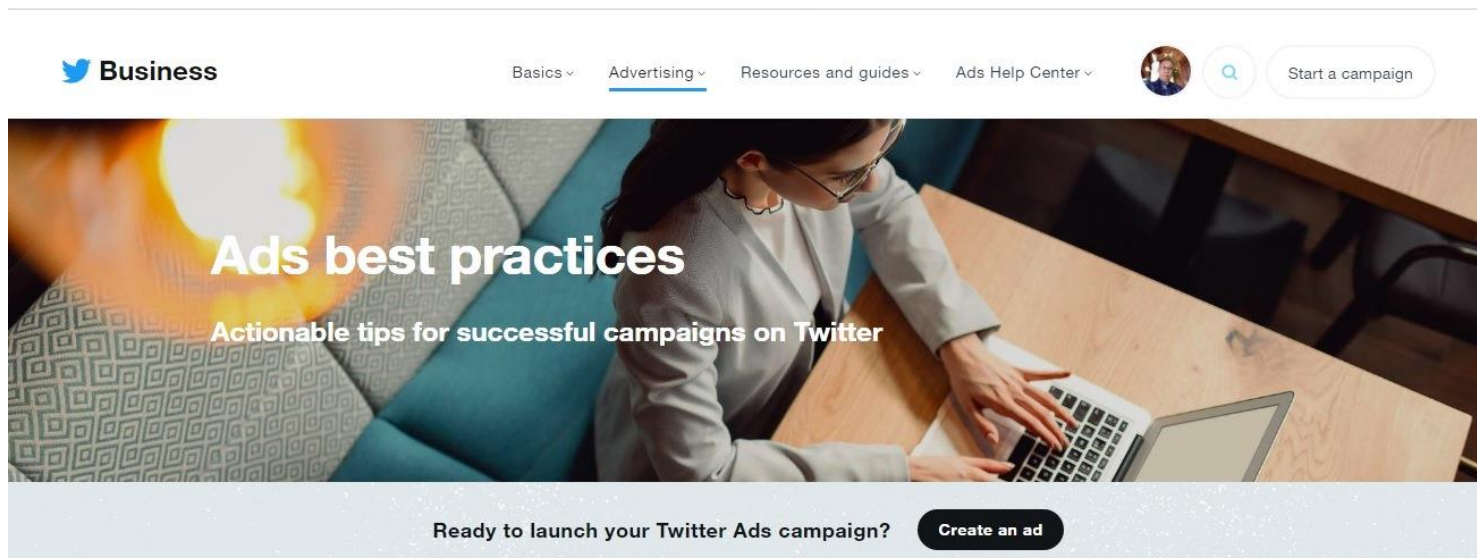 Business
Basics
Advertising
Resources and guides
Ads Help Center
Start a campaign
Ads best practices
Actionable tips for successful campaigns on Twitter
Ready to launch your Twitter Ads campaign?
Create an ad